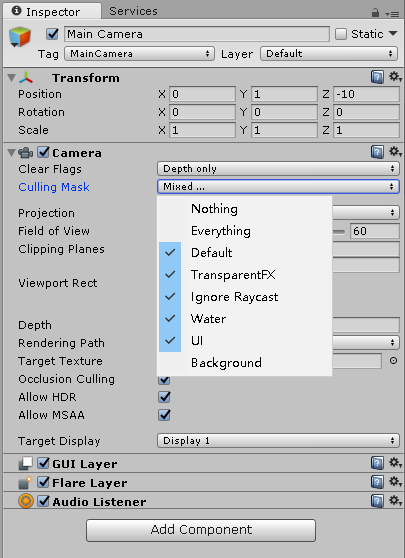 Inspector Services
Main Camera Static
Tag MainCamera Layer Default
Transform
Position X 0 Y 1 Z -10
Rotation X 0 Y 0 Z 0
Scale X 1 Y 1 Z 1
Camera
Clear Flags Depth only
Culling Mask Mixed ...
Nothing
Everything
Default
TransparentFX
Ignore Raycast
Water
UI
Background
Projection
Field of View 60
Clipping Planes
Viewport Rect
Depth
Rendering Path
Target Texture
Occlusion Culling
Allow HDR
Allow MSAA
Target Display Display 1
GUI Layer
Flare Layer
Audio Listener
Add Component